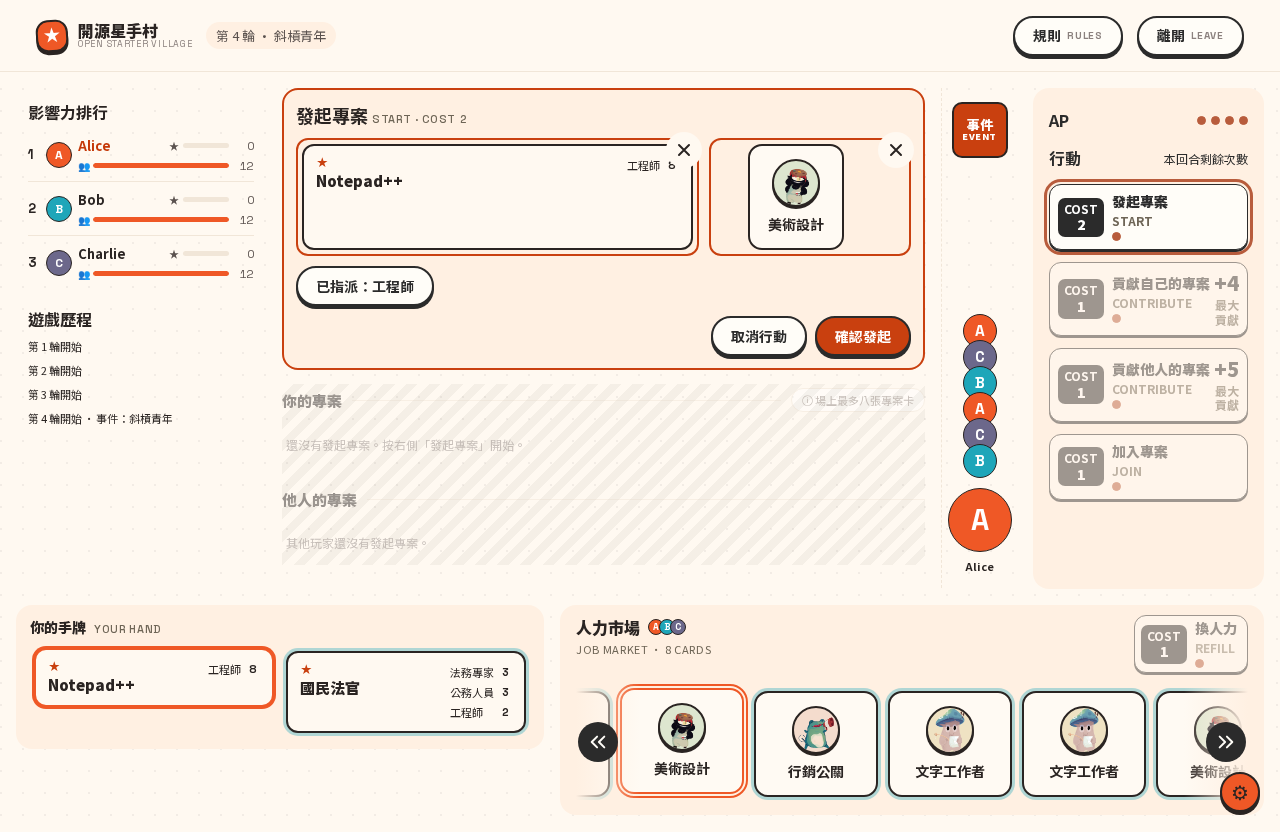 開源星手村
OPEN STARTER VILLAGE
第 4 輪 · 斜槓青年
規則 RULES
離開 LEAVE
影響力排行
1 A Alice ★ 0
12
2 B Bob ★ 0
12
3 C Charlie ★ 0
12
遊戲歷程
第 1 輪開始
第 2 輪開始
第 3 輪開始
第 4 輪開始 · 事件：斜槓青年
發起專案 START · COST 2
★
工程師 8
Notepad++
美術設計
已指派：工程師
取消行動
確認發起
你的專案
ⓘ 場上最多八張專案卡
還沒有發起專案。按右側「發起專案」開始。
他人的專案
其他玩家還沒有發起專案。
事件
EVENT
A
C
B
A
C
B
A
Alice
AP
行動
本回合剩餘次數
COST 2
發起專案
START
COST 1
貢獻自己的專案
CONTRIBUTE
+4
最大
貢獻
COST 1
貢獻他人的專案
CONTRIBUTE
+5
最大
貢獻
COST 1
加入專案
JOIN
你的手牌 YOUR HAND
★
工程師 8
Notepad++
★
國民法官
法務專家 3
公務人員 3
工程師 2
人力市場 A B C
JOB MARKET · 8 CARDS
COST 1
換人力
REFILL
美術設計
行銷公關
文字工作者
文字工作者
美術設計